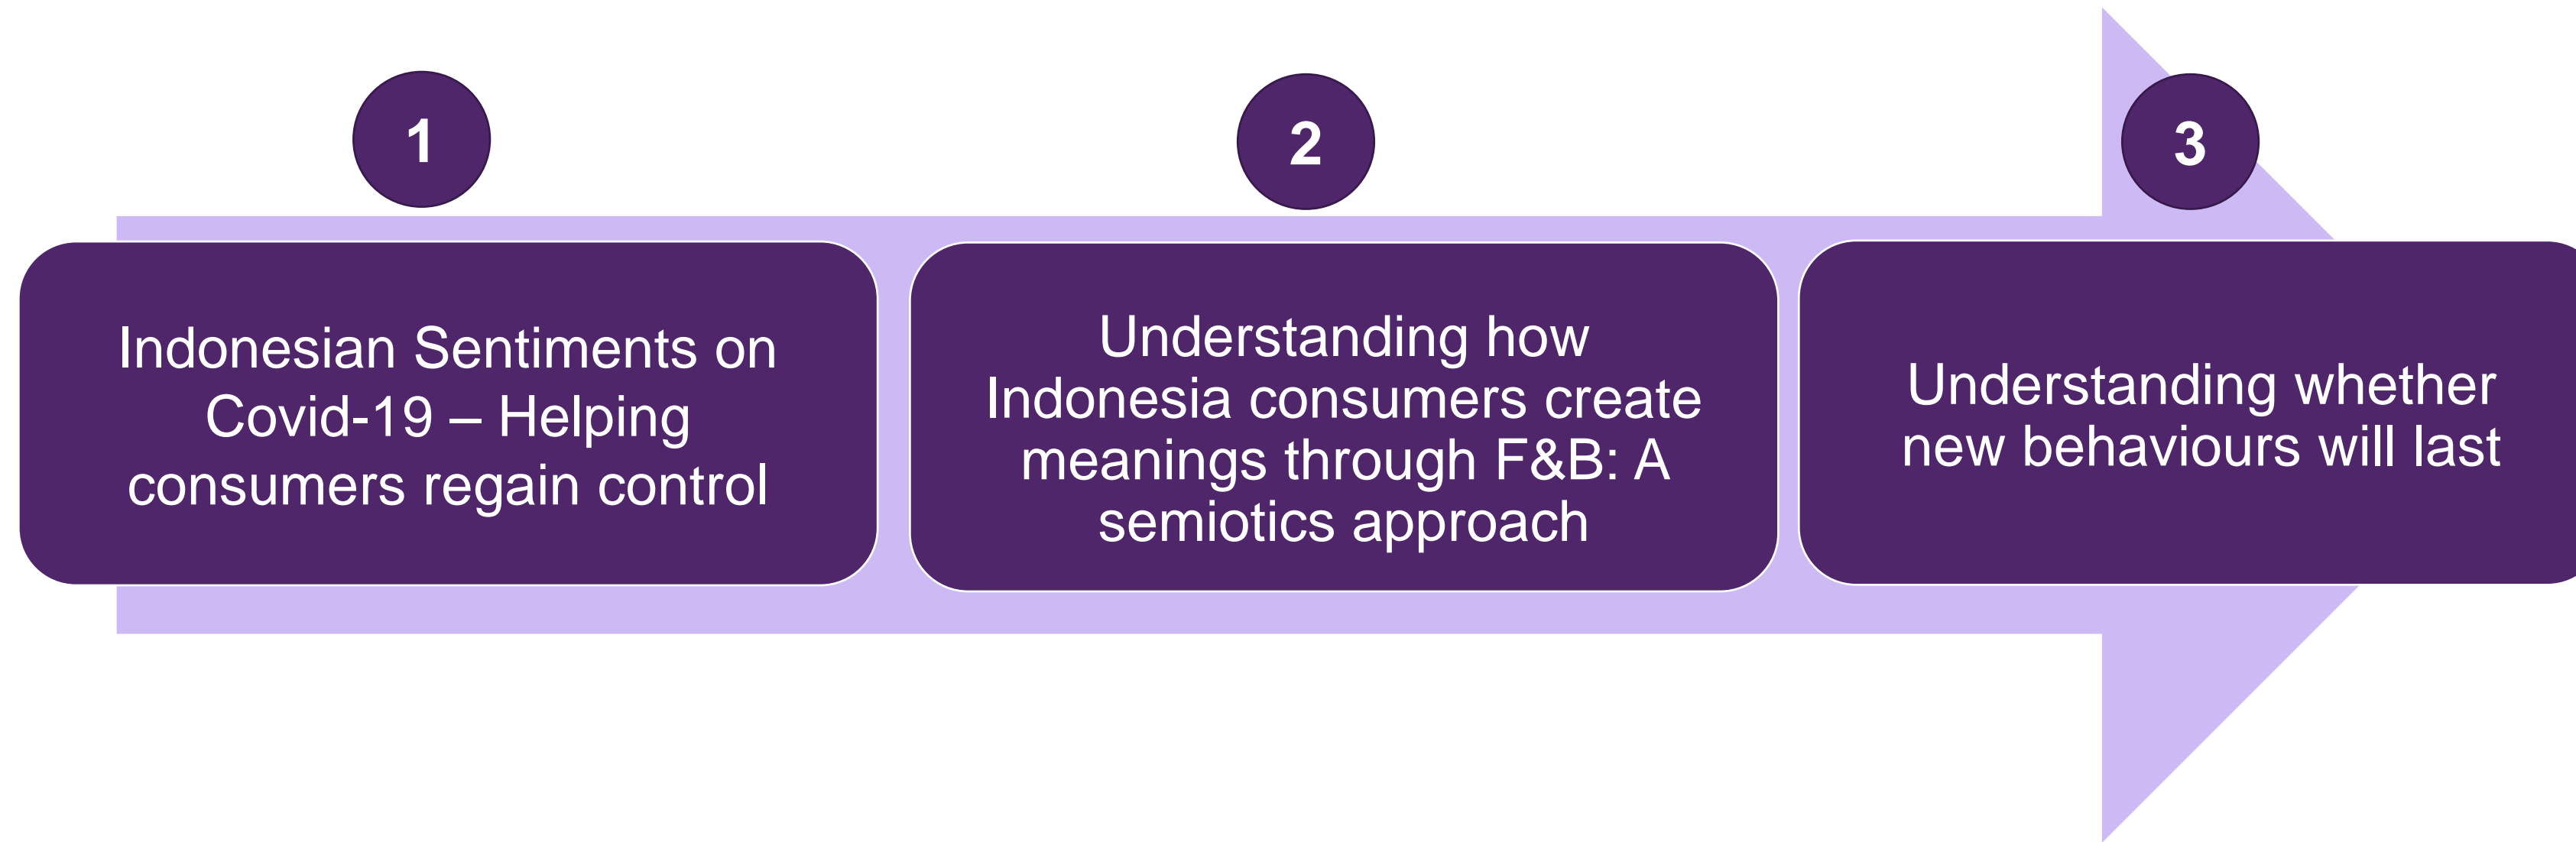 1
Indonesian Sentiments on
Covid-19 – Helping
consumers regain control
2
Understanding how
Indonesia consumers create
meanings through F&B: A
semiotics approach
3
Understanding whether
new behaviours will last